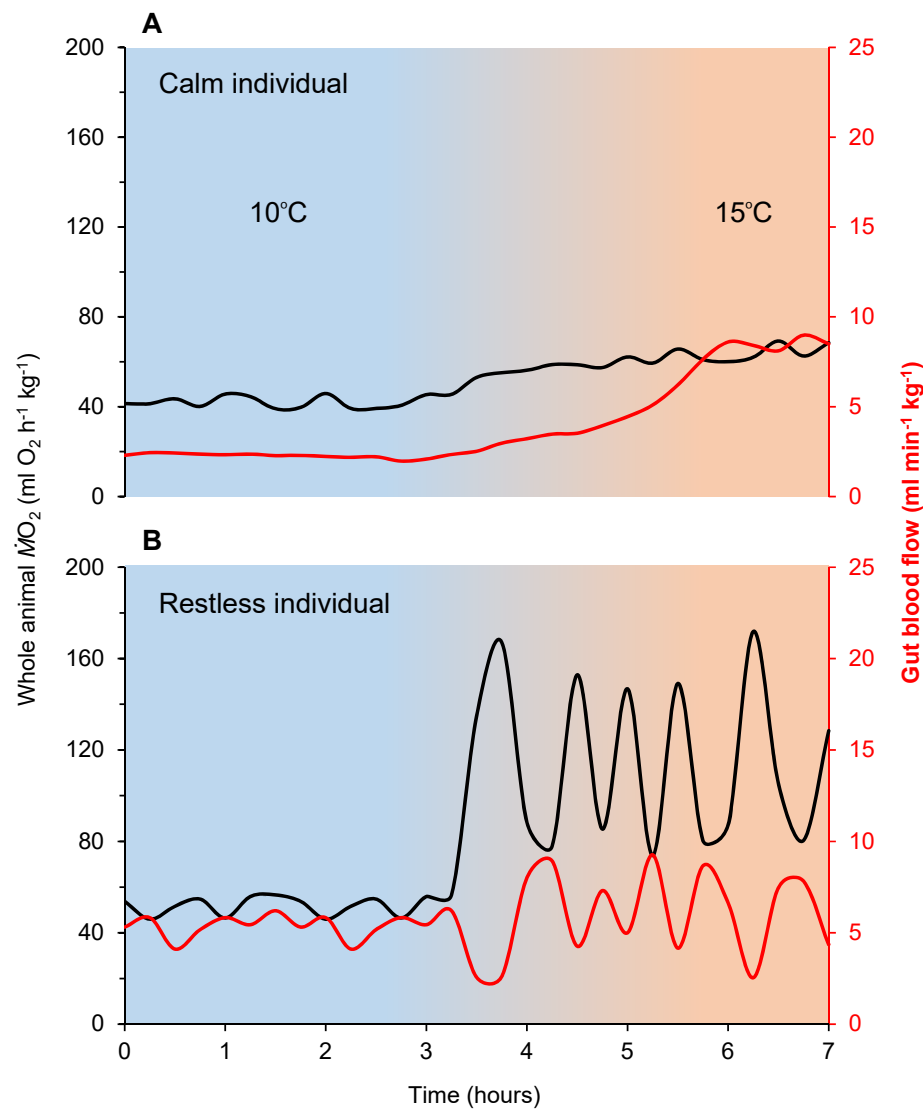 A
Calm individual
10°C
15°C
200
160
120
80
40
0
25
20
15
10
5
0
B
Restless individual
200
160
120
80
40
0
25
20
15
10
5
0
0 1 2 3 4 5 6 7
Time (hours)
Whole animal ṀO₂ (ml O₂ h⁻¹ kg⁻¹)
Gut blood flow (ml min⁻¹ kg⁻¹)